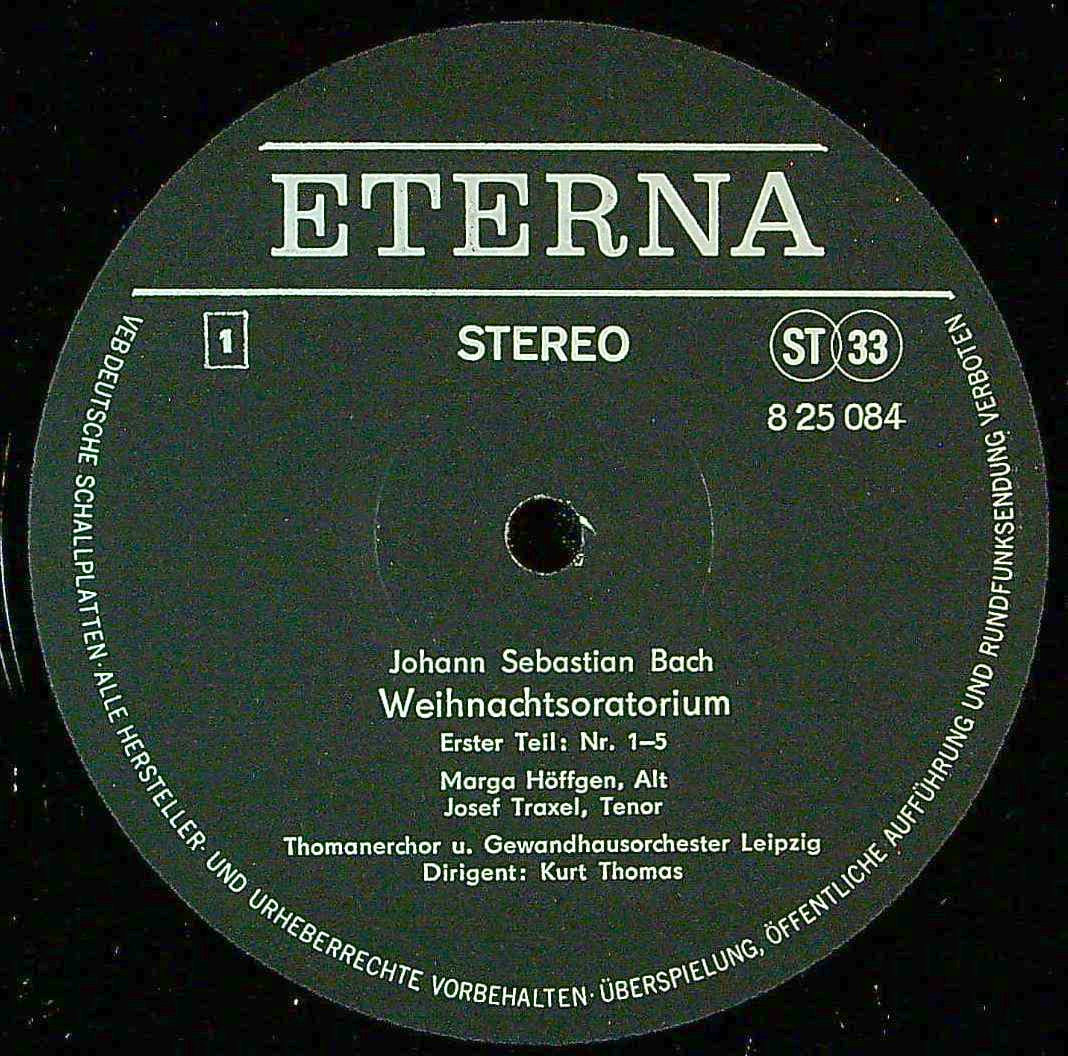 ETERNA
1
STEREO
ST 33
8 25 084
Johann Sebastian Bach
Weihnachtsoratorium
Erster Teil: Nr. 1–5
Marga Höffgen, Alt
Josef Traxel, Tenor
Thomanerchor u. Gewandhausorchester Leipzig
Dirigent: Kurt Thomas
VEB DEUTSCHE SCHALLPLATTEN · ALLE HERSTELLER- UND URHEBERRECHTE VORBEHALTEN · ÜBERSPIELUNG, ÖFFENTLICHE AUFFÜHRUNG UND RUNDFUNKSENDUNG VERBOTEN